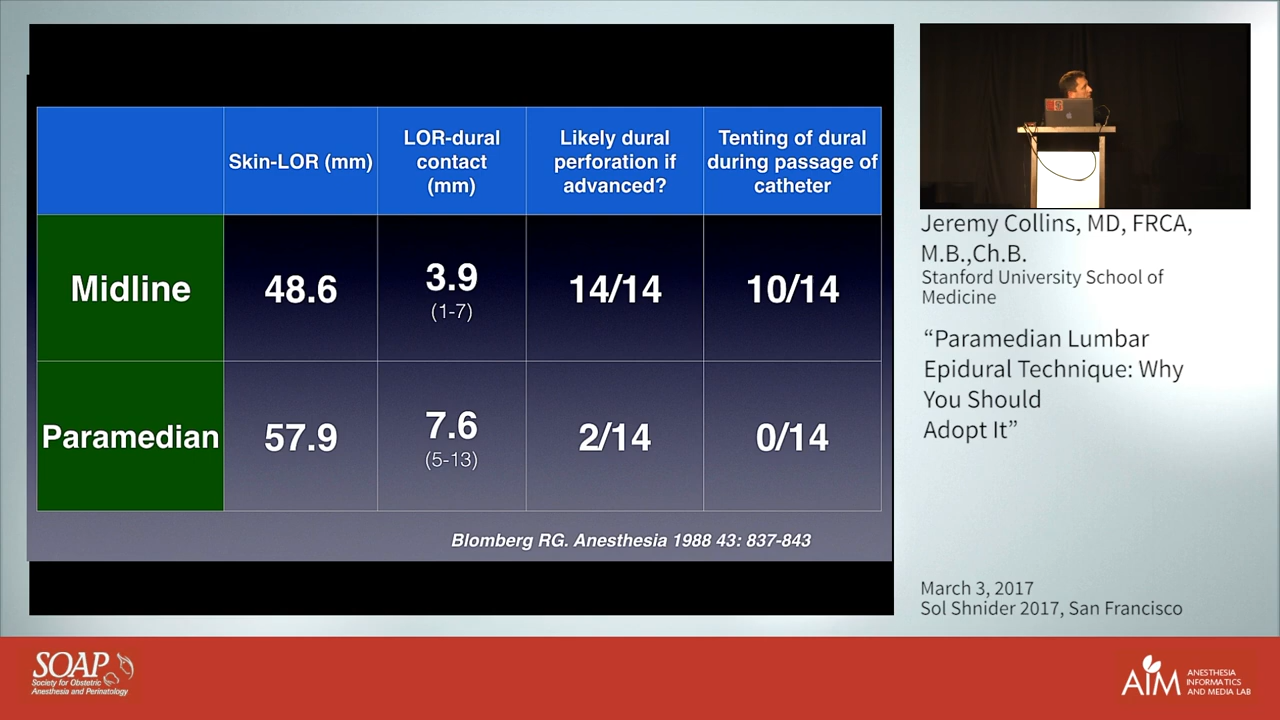 Skin-LOR (mm)
LOR-dural
contact
(mm)
Likely dural
perforation if
advanced?
Tenting of dural
during passage of
catheter
Midline
48.6
3.9
(1-7)
14/14
10/14
Paramedian
57.9
7.6
(5-13)
2/14
0/14
Blomberg RG. Anesthesia 1988 43: 837-843
Jeremy Collins, MD, FRCA,
M.B.,Ch.B.
Stanford University School of
Medicine
“Paramedian Lumbar
Epidural Technique: Why
You Should
Adopt It”
March 3, 2017
Sol Shnider 2017, San Francisco
SOAP
Society for Obstetric
Anesthesia and Perinatology
AIM
ANESTHESIA
INFORMATICS
AND MEDIA LAB